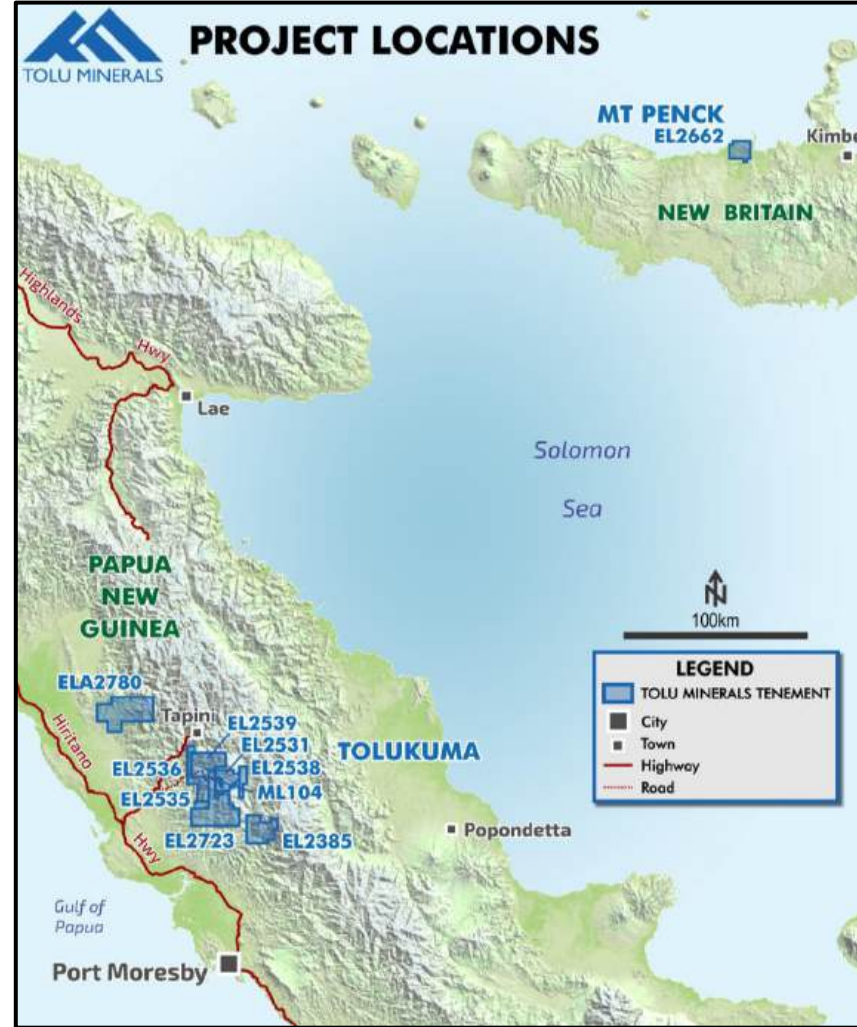 TOLU MINERALS
PROJECT LOCATIONS
MT PENCK
EL2662
Kimbe
NEW BRITAIN
Highlands
Hwy
Lae
Solomon
Sea
PAPUA
NEW
GUINEA
N
100km
LEGEND
TOLU MINERALS TENEMENT
City
Town
Highway
Road
ELA2780
Tapini
EL2539
EL2531
TOLUKUMA
EL2536
EL2538
EL2535
ML104
EL2723
EL2385
Hiritano
Hwy
Popondetta
Gulf of
Papua
Port Moresby